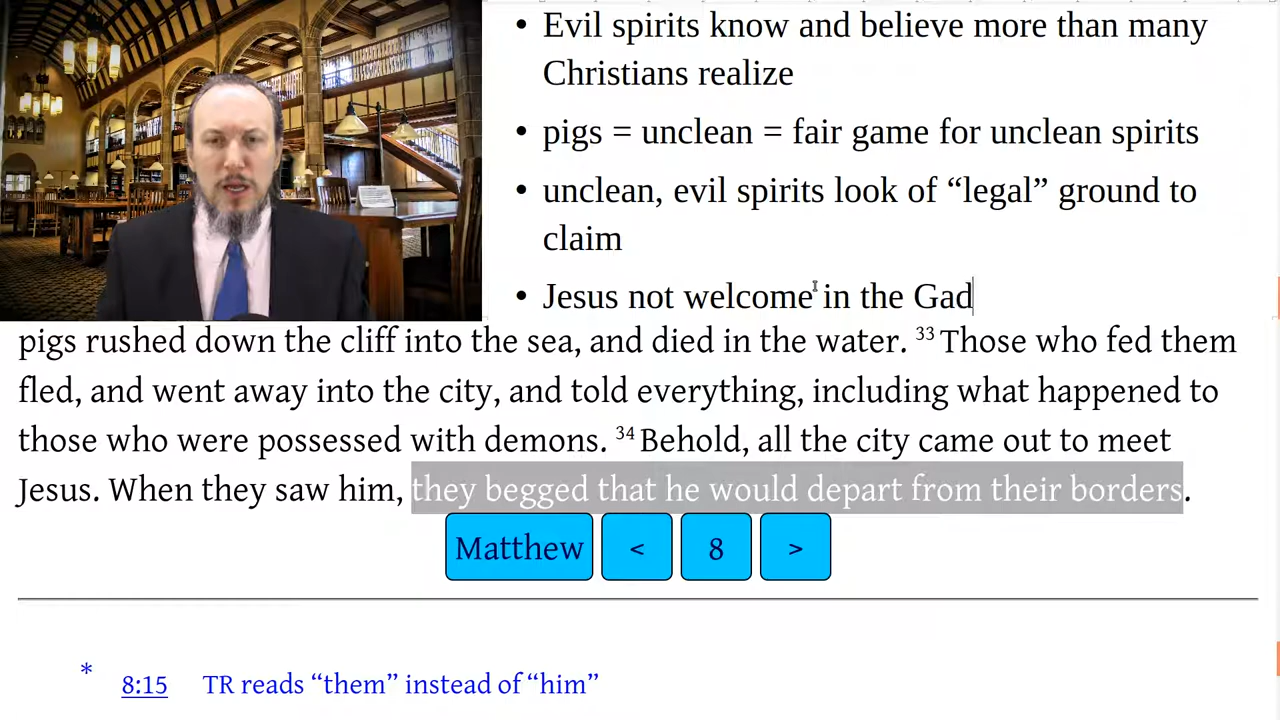 • Evil spirits know and believe more than many
Christians realize
• pigs = unclean = fair game for unclean spirits
• unclean, evil spirits look of “legal” ground to
claim
• Jesus not welcome in the Gad
pigs rushed down the cliff into the sea, and died in the water. 33 Those who fed them
fled, and went away into the city, and told everything, including what happened to
those who were possessed with demons. 34 Behold, all the city came out to meet
Jesus. When they saw him, they begged that he would depart from their borders.
Matthew < 8 >
* 8:15 TR reads “them” instead of “him”